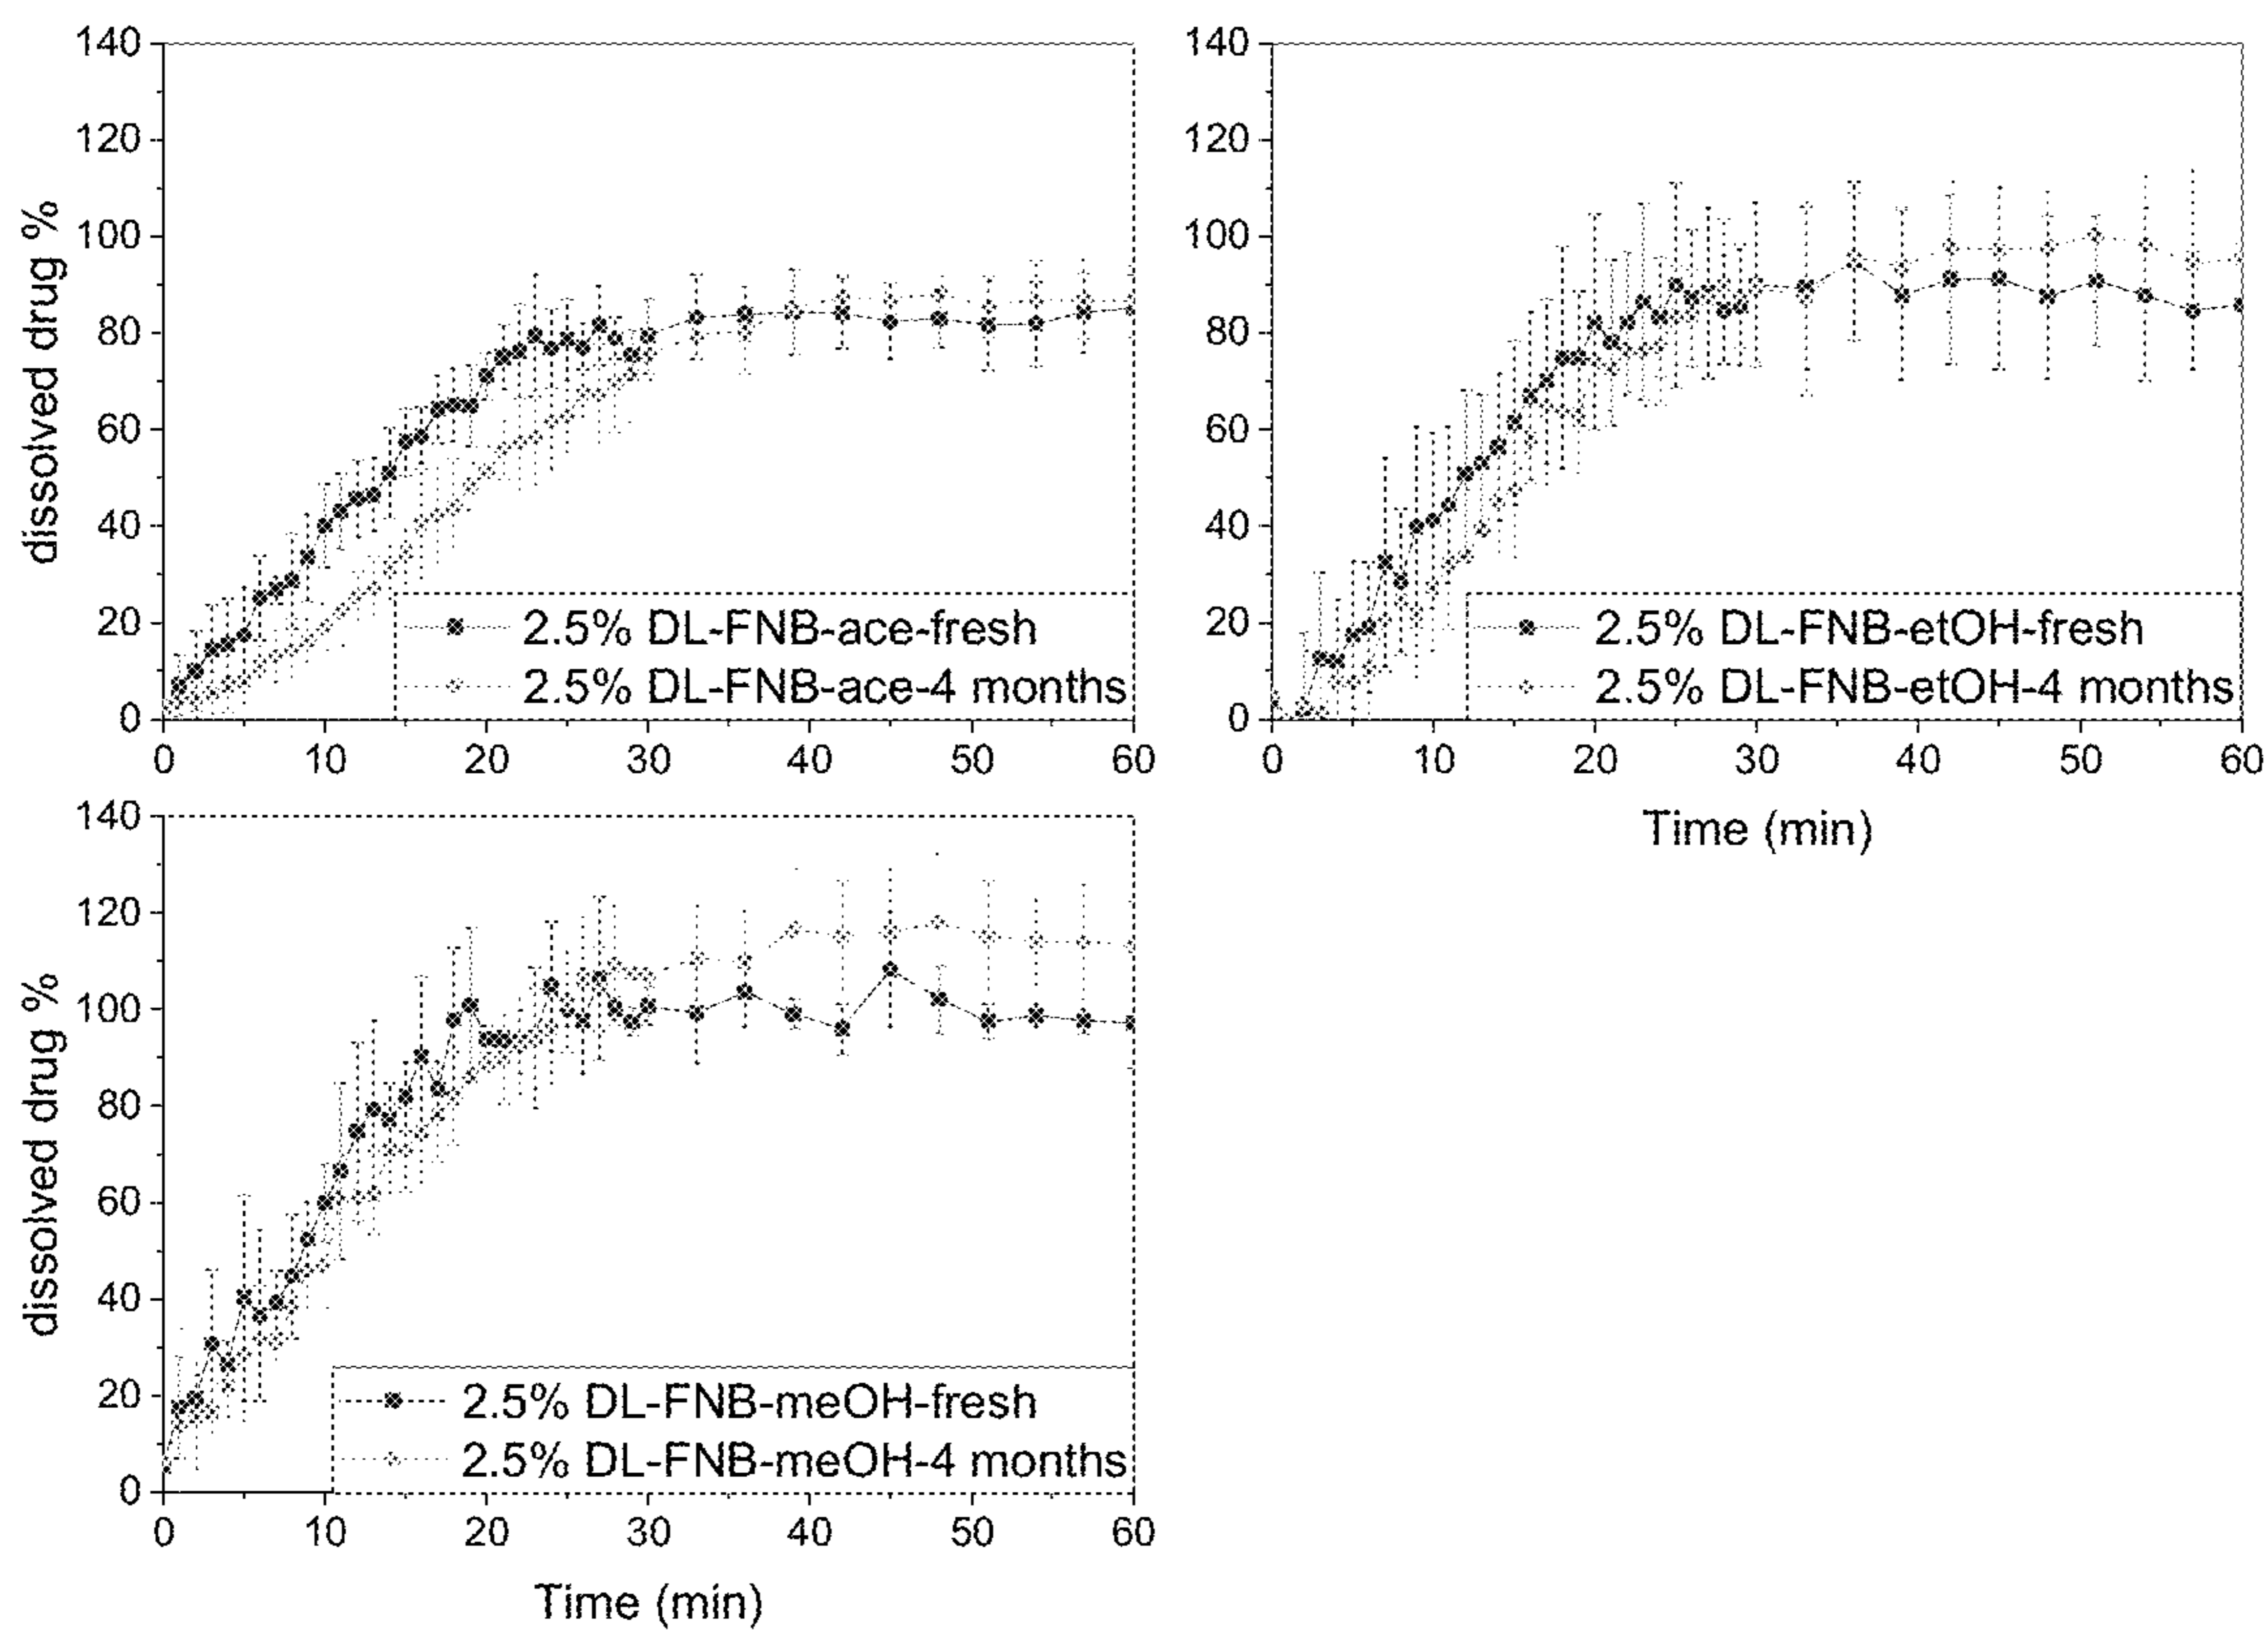 140
120
100
80
60
40
20
0
dissolved drug %
2.5% DL-FNB-ace-fresh
2.5% DL-FNB-ace-4 months
0 10 20 30 40 50 60
140
120
100
80
60
40
20
0
2.5% DL-FNB-etOH-fresh
2.5% DL-FNB-etOH-4 months
0 10 20 30 40 50 60
Time (min)
140
120
100
80
60
40
20
0
dissolved drug %
2.5% DL-FNB-meOH-fresh
2.5% DL-FNB-meOH-4 months
0 10 20 30 40 50 60
Time (min)